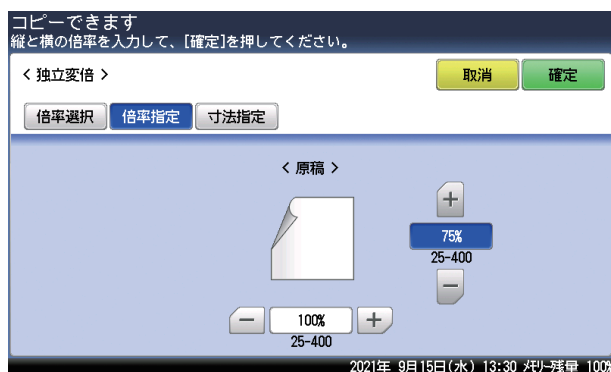 コピーできます
縦と横の倍率を入力して、[確定]を押してください。
< 独立変倍 >
取消
確定
倍率選択
倍率指定
寸法指定
< 原稿 >
+
75%
25-400
−
− 100% +
25-400
2021年 9月15日(水) 13:30 メモリー残量 100%